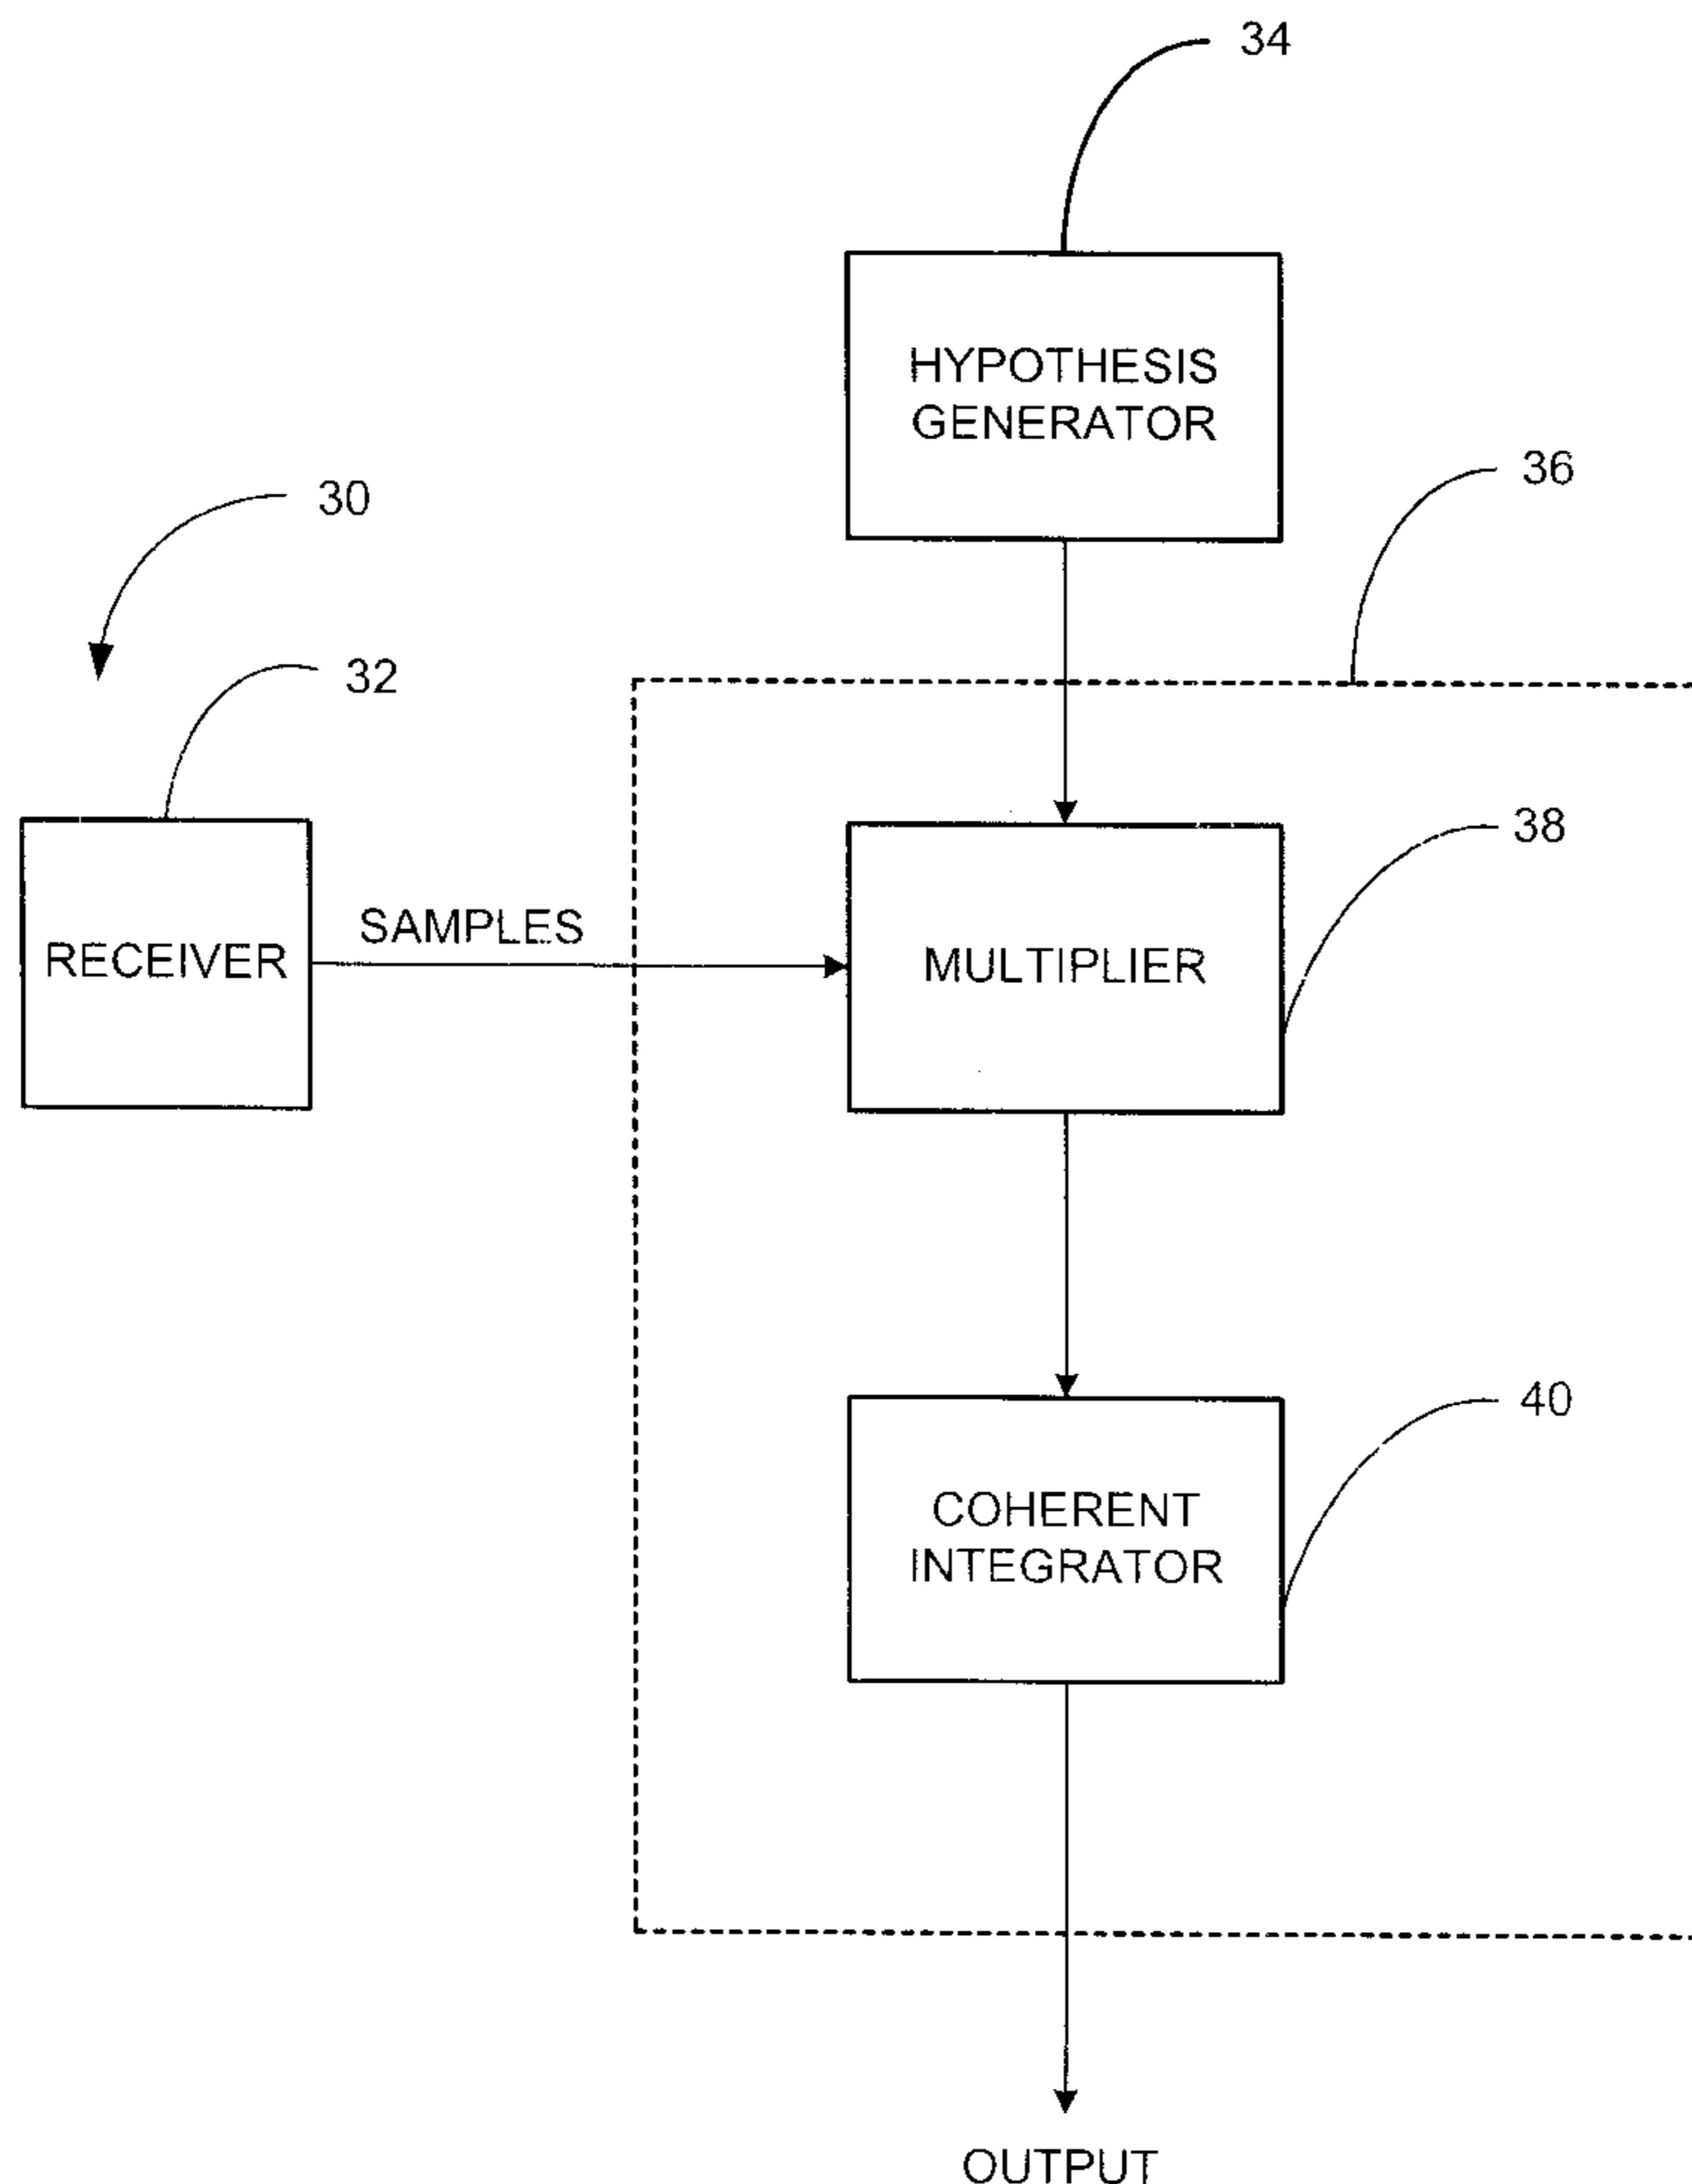 34
HYPOTHESIS
GENERATOR
36
30
32
38
SAMPLES
RECEIVER
MULTIPLIER
40
COHERENT
INTEGRATOR
OUTPUT